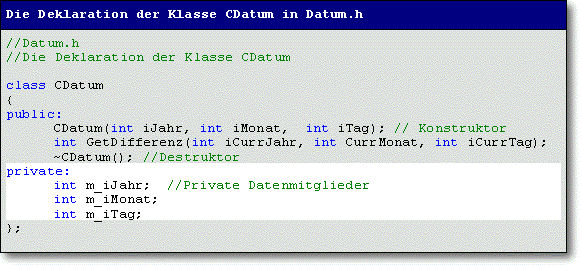 Die Deklaration der Klasse CDatum in Datum.h
//Datum.h
//Die Deklaration der Klasse CDatum
class CDatum
{
public:
CDatum(int iJahr, int iMonat, int iTag); // Konstruktor
int GetDifferenz(int iCurrJahr, int CurrMonat, int iCurrTag);
~CDatum(); //Destruktor
private:
int m_iJahr; //Private Datenmitglieder
int m_iMonat;
int m_iTag;
};